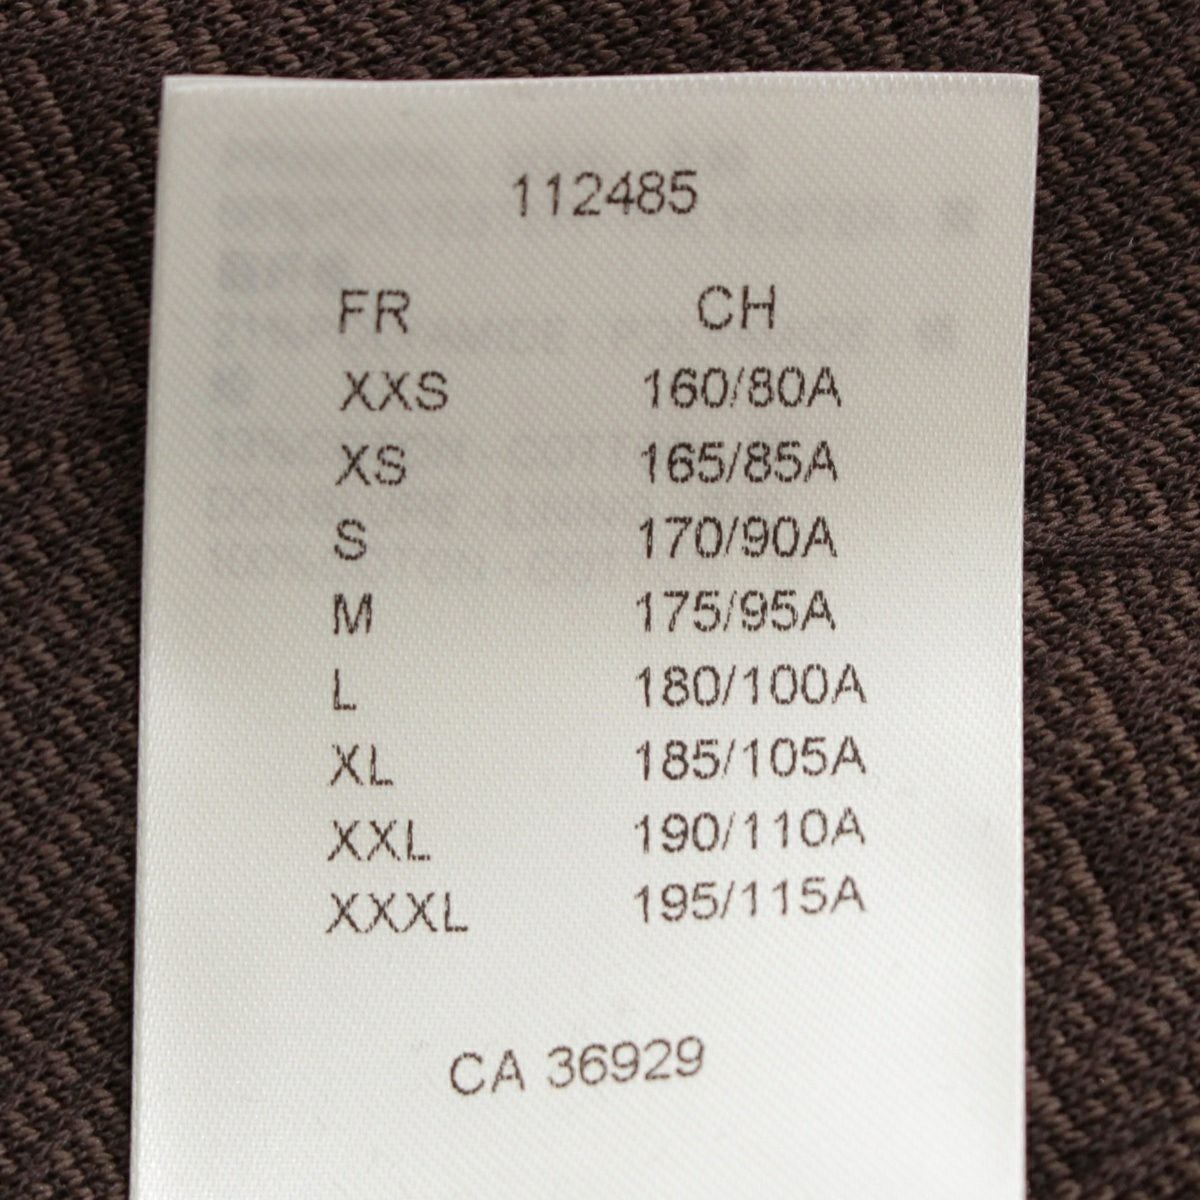 112485
FR CH
XXS 160/80A
XS 165/85A
S 170/90A
M 175/95A
L 180/100A
XL 185/105A
XXL 190/110A
XXXL 195/115A
CA 36929